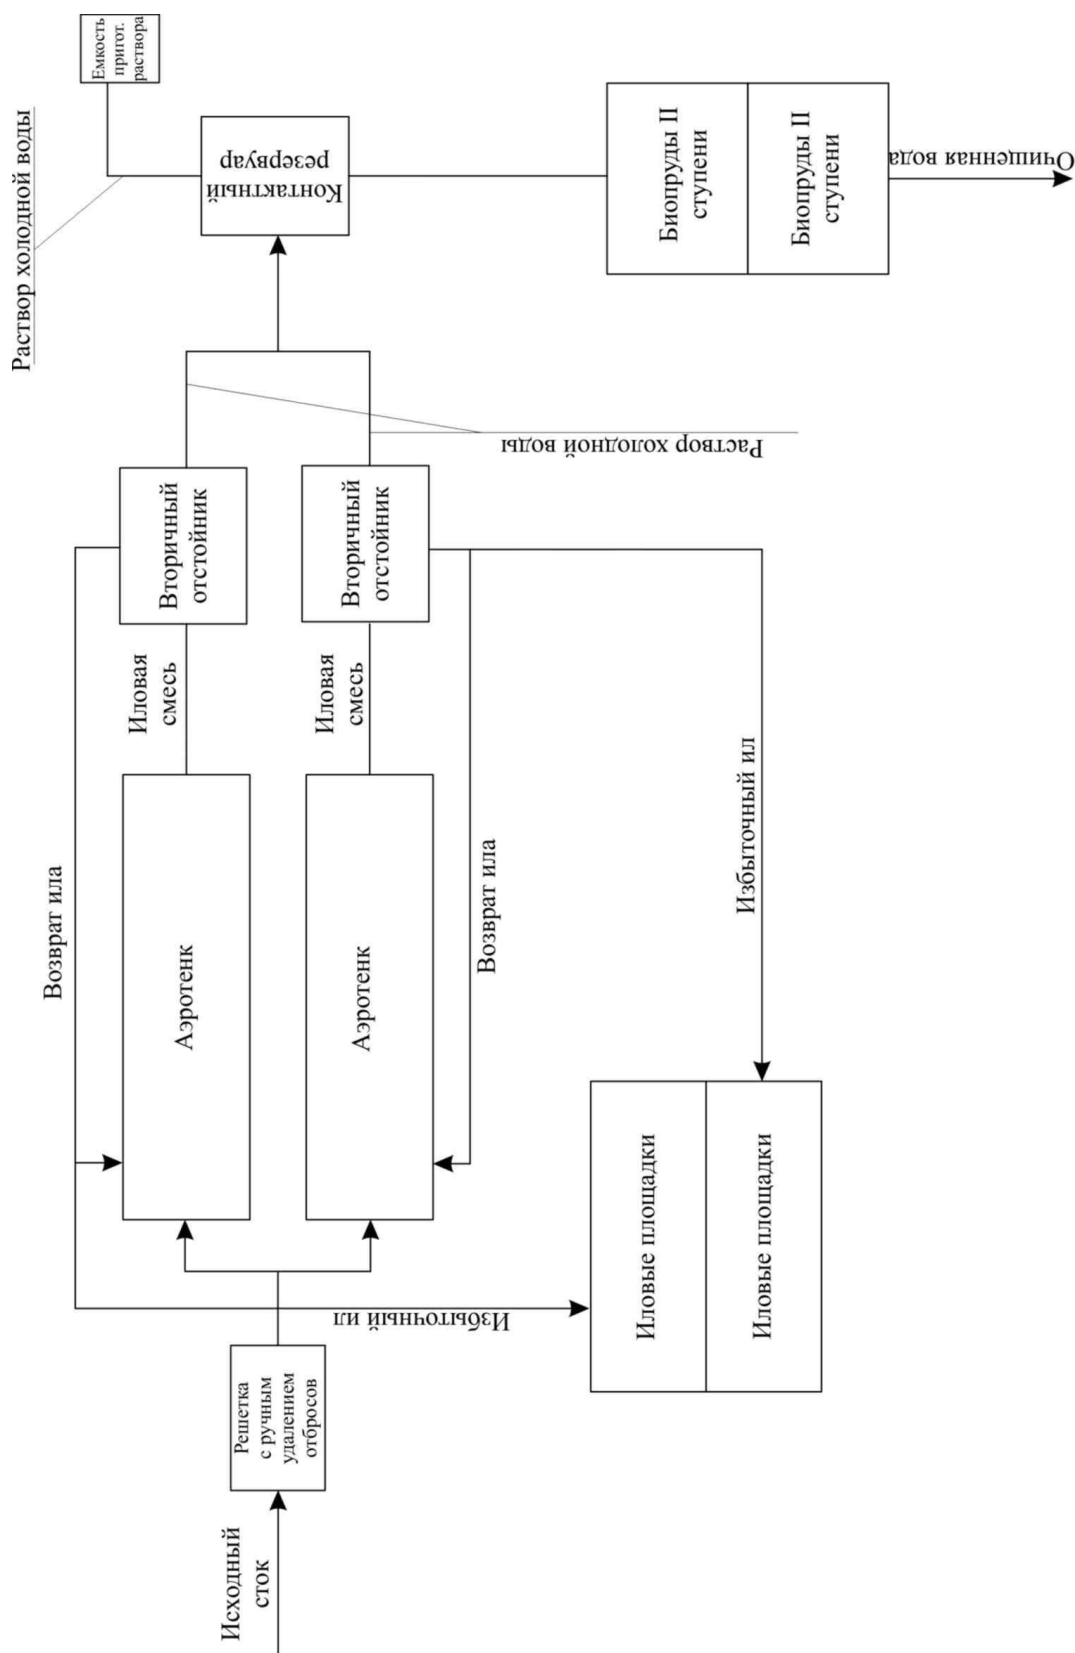 Исходный
сток
Решетка
с ручным
удалением
отбросов
Избыточный ил
Возврат ила
Аэротенк
Аэротенк
Возврат ила
Иловая
смесь
Иловая
смесь
Вторичный
отстойник
Вторичный
отстойник
Раствор холодной воды
Раствор холодной воды
Емкость
пригот.
раствора
Контактный
резервуар
Биопруды II
ступени
Биопруды II
ступени
Очищенная
вода
Избыточный ил
Иловые площадки
Иловые площадки